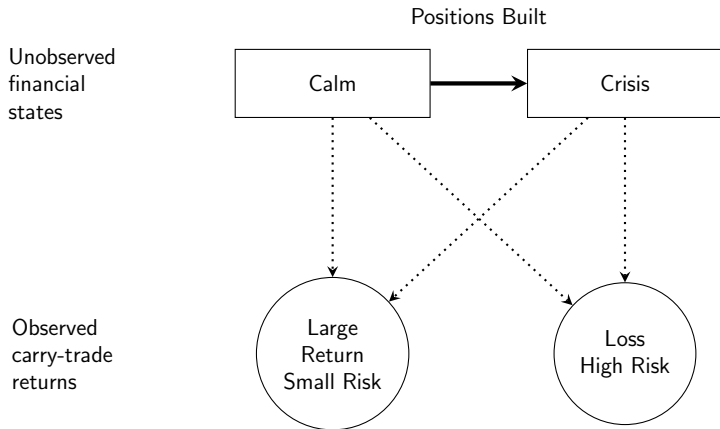 Positions Built
Unobserved
financial
states
Calm
Crisis
Observed
carry-trade
returns
Large
Return
Small Risk
Loss
High Risk